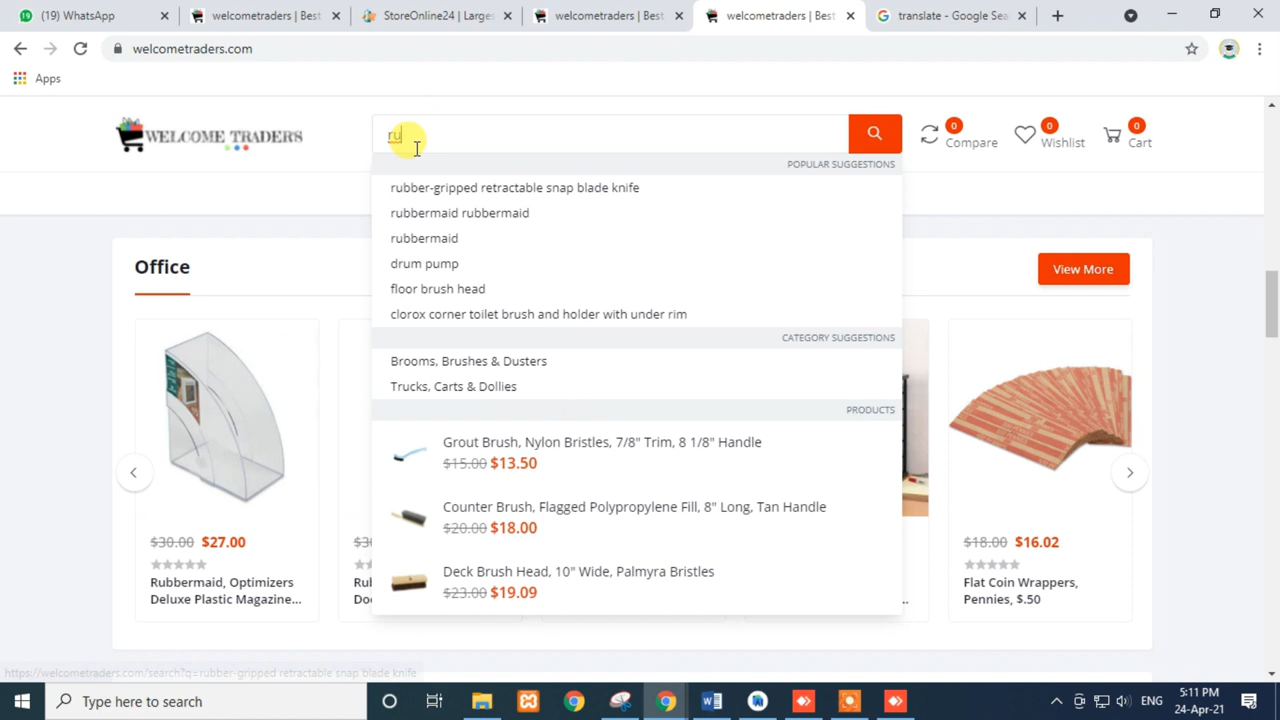 (19) WhatsApp
welcometraders | Best
StoreOnline24 | Larges
welcometraders | Best
welcometraders | Best
translate - Google Sea
welcometraders.com
Apps
WELCOME TRADERS
ru
0
Compare
0
Wishlist
0
Cart
POPULAR SUGGESTIONS
rubber-gripped retractable snap blade knife
rubbermaid rubbermaid
rubbermaid
drum pump
floor brush head
clorox corner toilet brush and holder with under rim
CATEGORY SUGGESTIONS
Brooms, Brushes & Dusters
Trucks, Carts & Dollies
PRODUCTS
Grout Brush, Nylon Bristles, 7/8" Trim, 8 1/8" Handle
$15.00 $13.50
Counter Brush, Flagged Polypropylene Fill, 8" Long, Tan Handle
$20.00 $18.00
Deck Brush Head, 10" Wide, Palmyra Bristles
$23.00 $19.09
Office
View More
$30.00 $27.00
Rubbermaid, Optimizers
Deluxe Plastic Magazine...
$18.00 $16.02
Flat Coin Wrappers,
Pennies, $.50
https://welcometraders.com/search?q=rubber-gripped retractable snap blade knife
Type here to search
ENG
5:11 PM
24-Apr-21